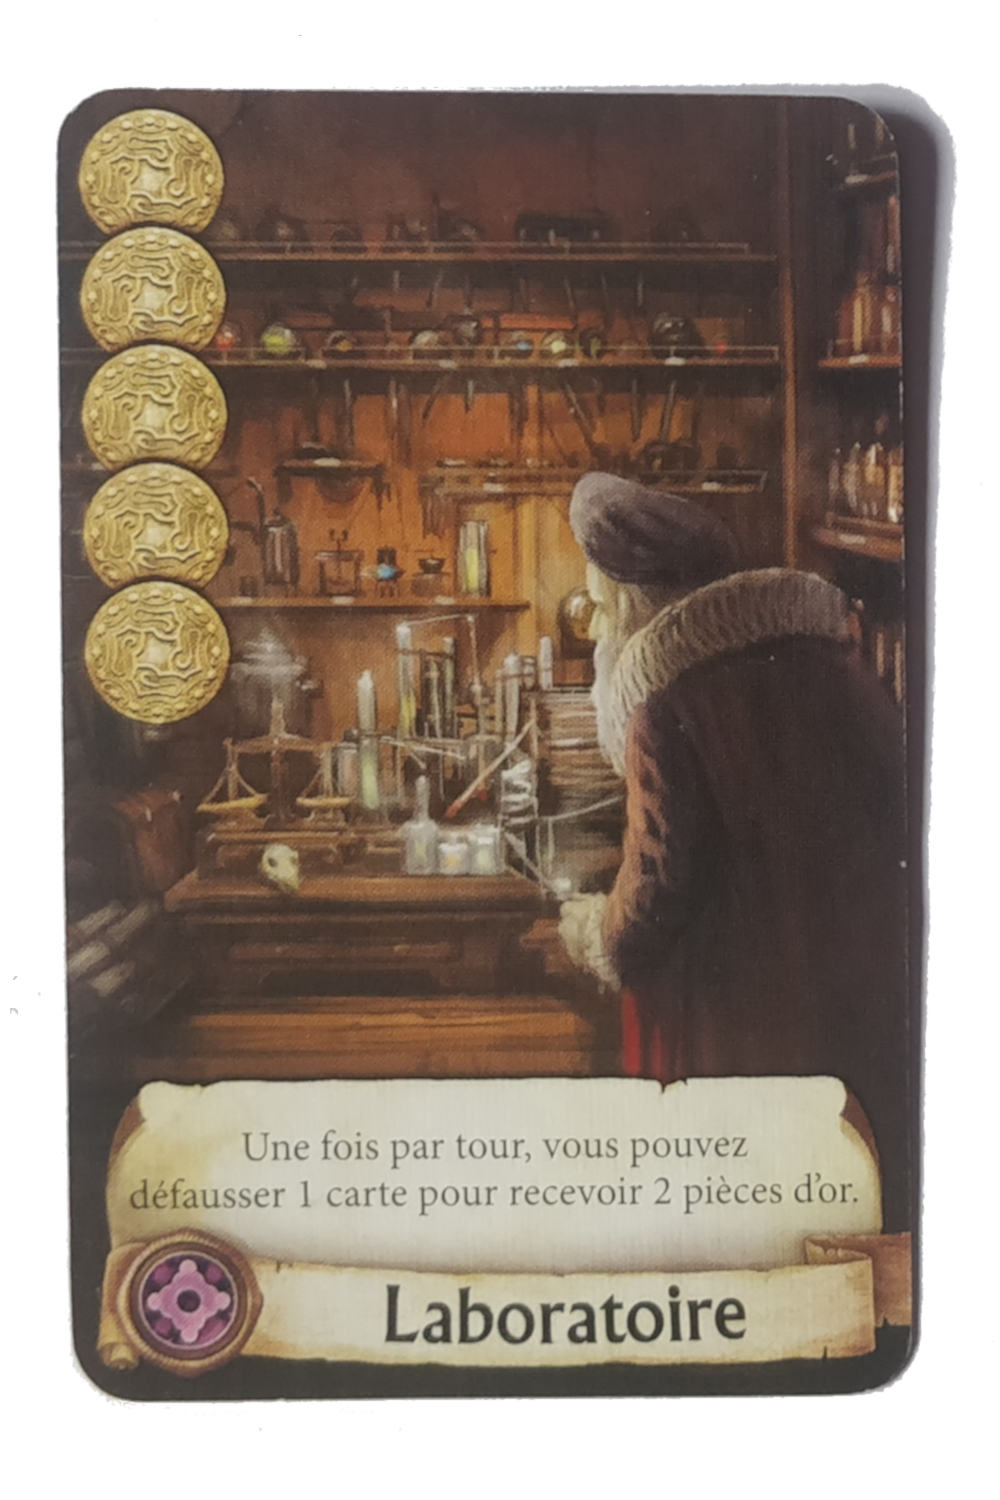 Une fois par tour, vous pouvez
défausser 1 carte pour recevoir 2 pièces d'or.
Laboratoire